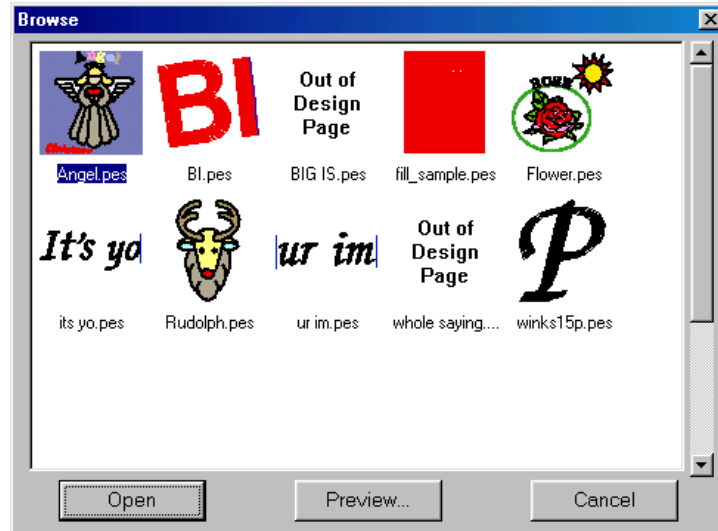 Browse
BI
Out of
Design
Page
ROSE
Angel.pes
BI.pes
BIG IS.pes
fill_sample.pes
Flower.pes
It's yo
ur im
Out of
Design
Page
P
its yo.pes
Rudolph.pes
ur im.pes
whole saying....
winks15p.pes
Open
Preview...
Cancel